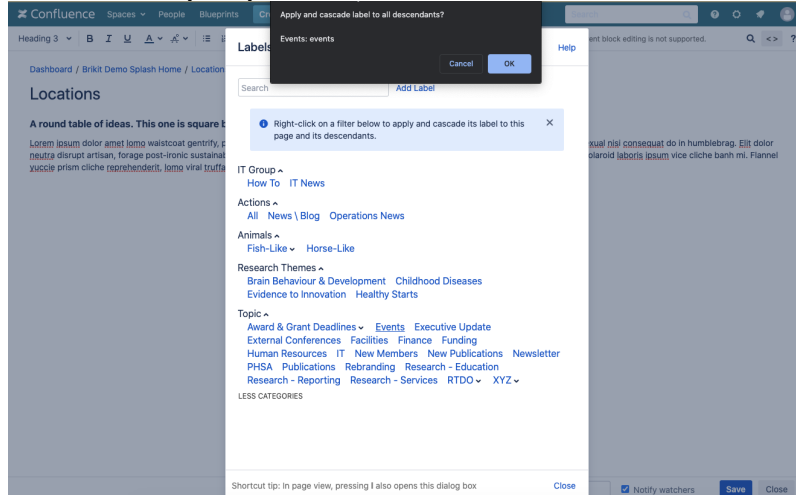 Confluence Spaces People Blueprints Cr
Apply and cascade label to all descendants?
Events: events
Cancel OK
Heading 3 B I U A
Labels
Help
ent block editing is not supported.
Dashboard / Brikit Demo Splash Home / Location
Search
Add Label
Locations
Right-click on a filter below to apply and cascade its label to this
page and its descendants.
A round table of ideas. This one is square b
Lorem ipsum dolor amet lomo waistcoat gentrify, p
neutra disrupt artisan, forage post-ironic sustainab
yuccie prism cliche reprehenderit, lomo viral truffa
xual nisi consequat do in humblebrag. Elit dolor
olaroid laboris ipsum vice cliche banh mi. Flannel
IT Group
How To IT News
Actions
All News \ Blog Operations News
Animals
Fish-Like Horse-Like
Research Themes
Brain Behaviour & Development Childhood Diseases
Evidence to Innovation Healthy Starts
Topic
Award & Grant Deadlines Events Executive Update
External Conferences Facilities Finance Funding
Human Resources IT New Members New Publications Newsletter
PHSA Publications Rebranding Research - Education
Research - Reporting Research - Services RTDO XYZ
LESS CATEGORIES
Shortcut tip: In page view, pressing l also opens this dialog box
Close
Notify watchers
Save Close